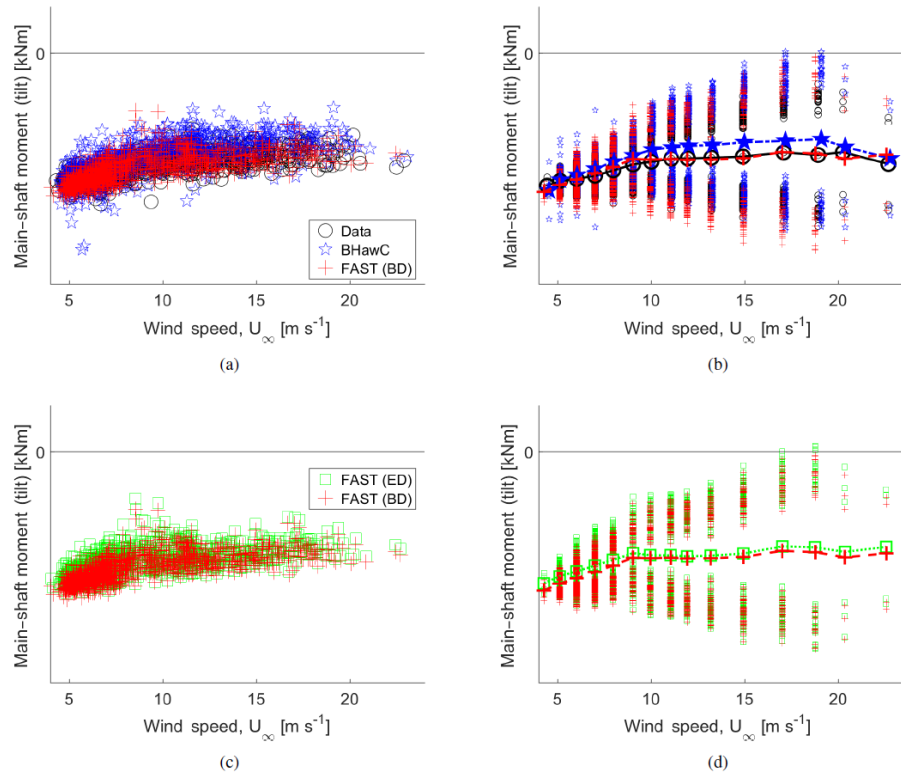 Main-shaft moment (tilt) [kNm]
0
Data
BHawC
FAST (BD)
5 10 15 20
Wind speed, U∞ [m s-1]
(a)
Main-shaft moment (tilt) [kNm]
0
5 10 15 20
Wind speed, U∞ [m s-1]
(b)
Main-shaft moment (tilt) [kNm]
0
FAST (ED)
FAST (BD)
5 10 15 20
Wind speed, U∞ [m s-1]
(c)
Main-shaft moment (tilt) [kNm]
0
5 10 15 20
Wind speed, U∞ [m s-1]
(d)